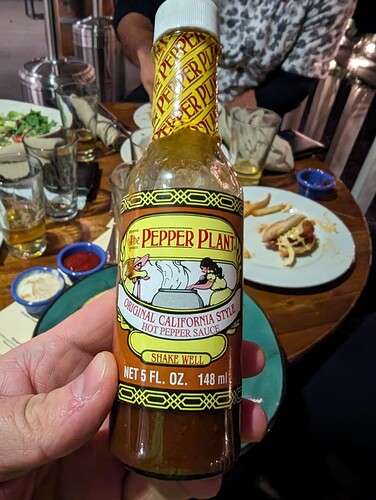 PEPPER PLANT
The PEPPER PLANT
ORIGINAL CALIFORNIA STYLE
HOT PEPPER SAUCE
SHAKE WELL
NET 5 FL. OZ. 148 ml